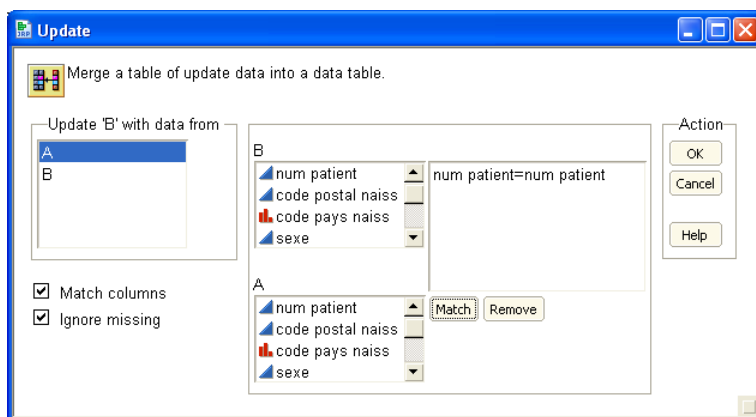 Update
Merge a table of update data into a data table.
Update 'B' with data from
A
B
Match columns
Ignore missing
B
num patient
code postal naiss
code pays naiss
sexe
num patient=num patient
A
num patient
code postal naiss
code pays naiss
sexe
Match
Remove
Action
OK
Cancel
Help